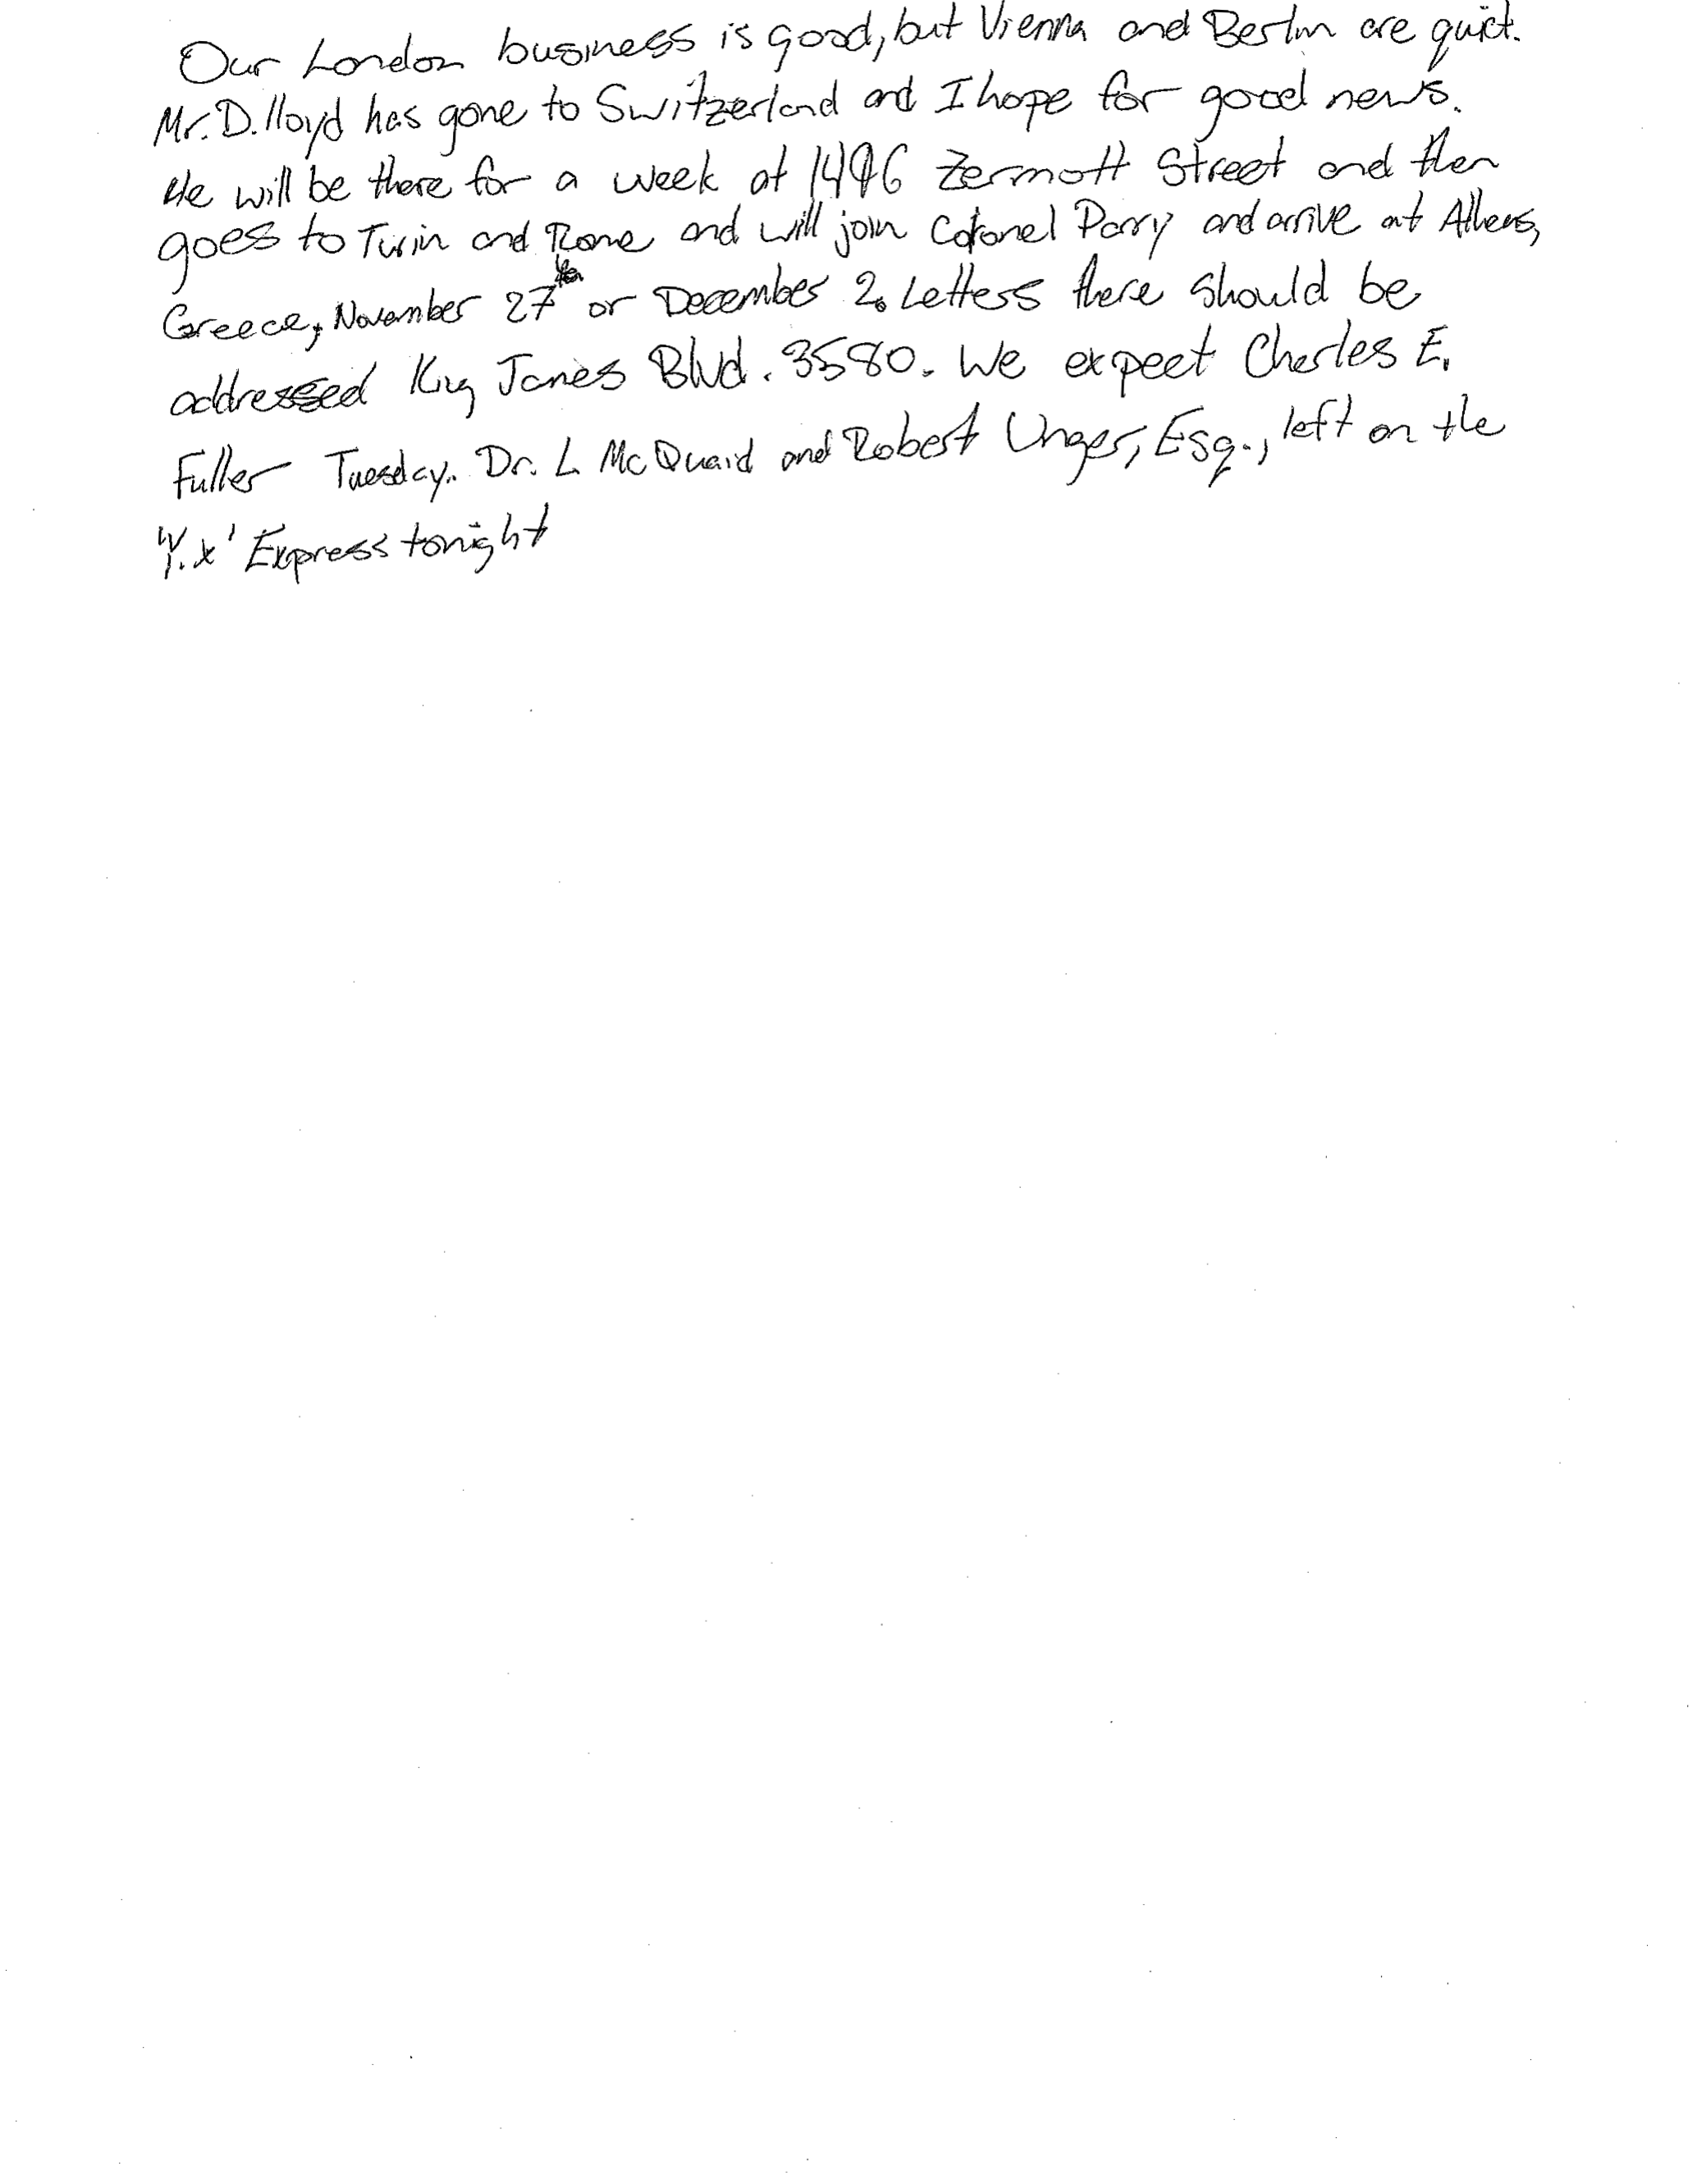 Our London business is good, but Vienna and Berlin are quiet.
Mr. D. lloyd has gone to Switzerland and I hope for good news.
He will be there for a week at 1496 Zermott Street and then
goes to Turin and Rome and will join Colonel Parry and arrive at Athens,
Greece, November 27th or December 2. Letters there should be
addressed King James Blvd. 3580. We expect Charles E.
Fuller Tuesday. Dr. L McQuaid and Robert Unger, Esq., left on the
'Y.X' Express tonight